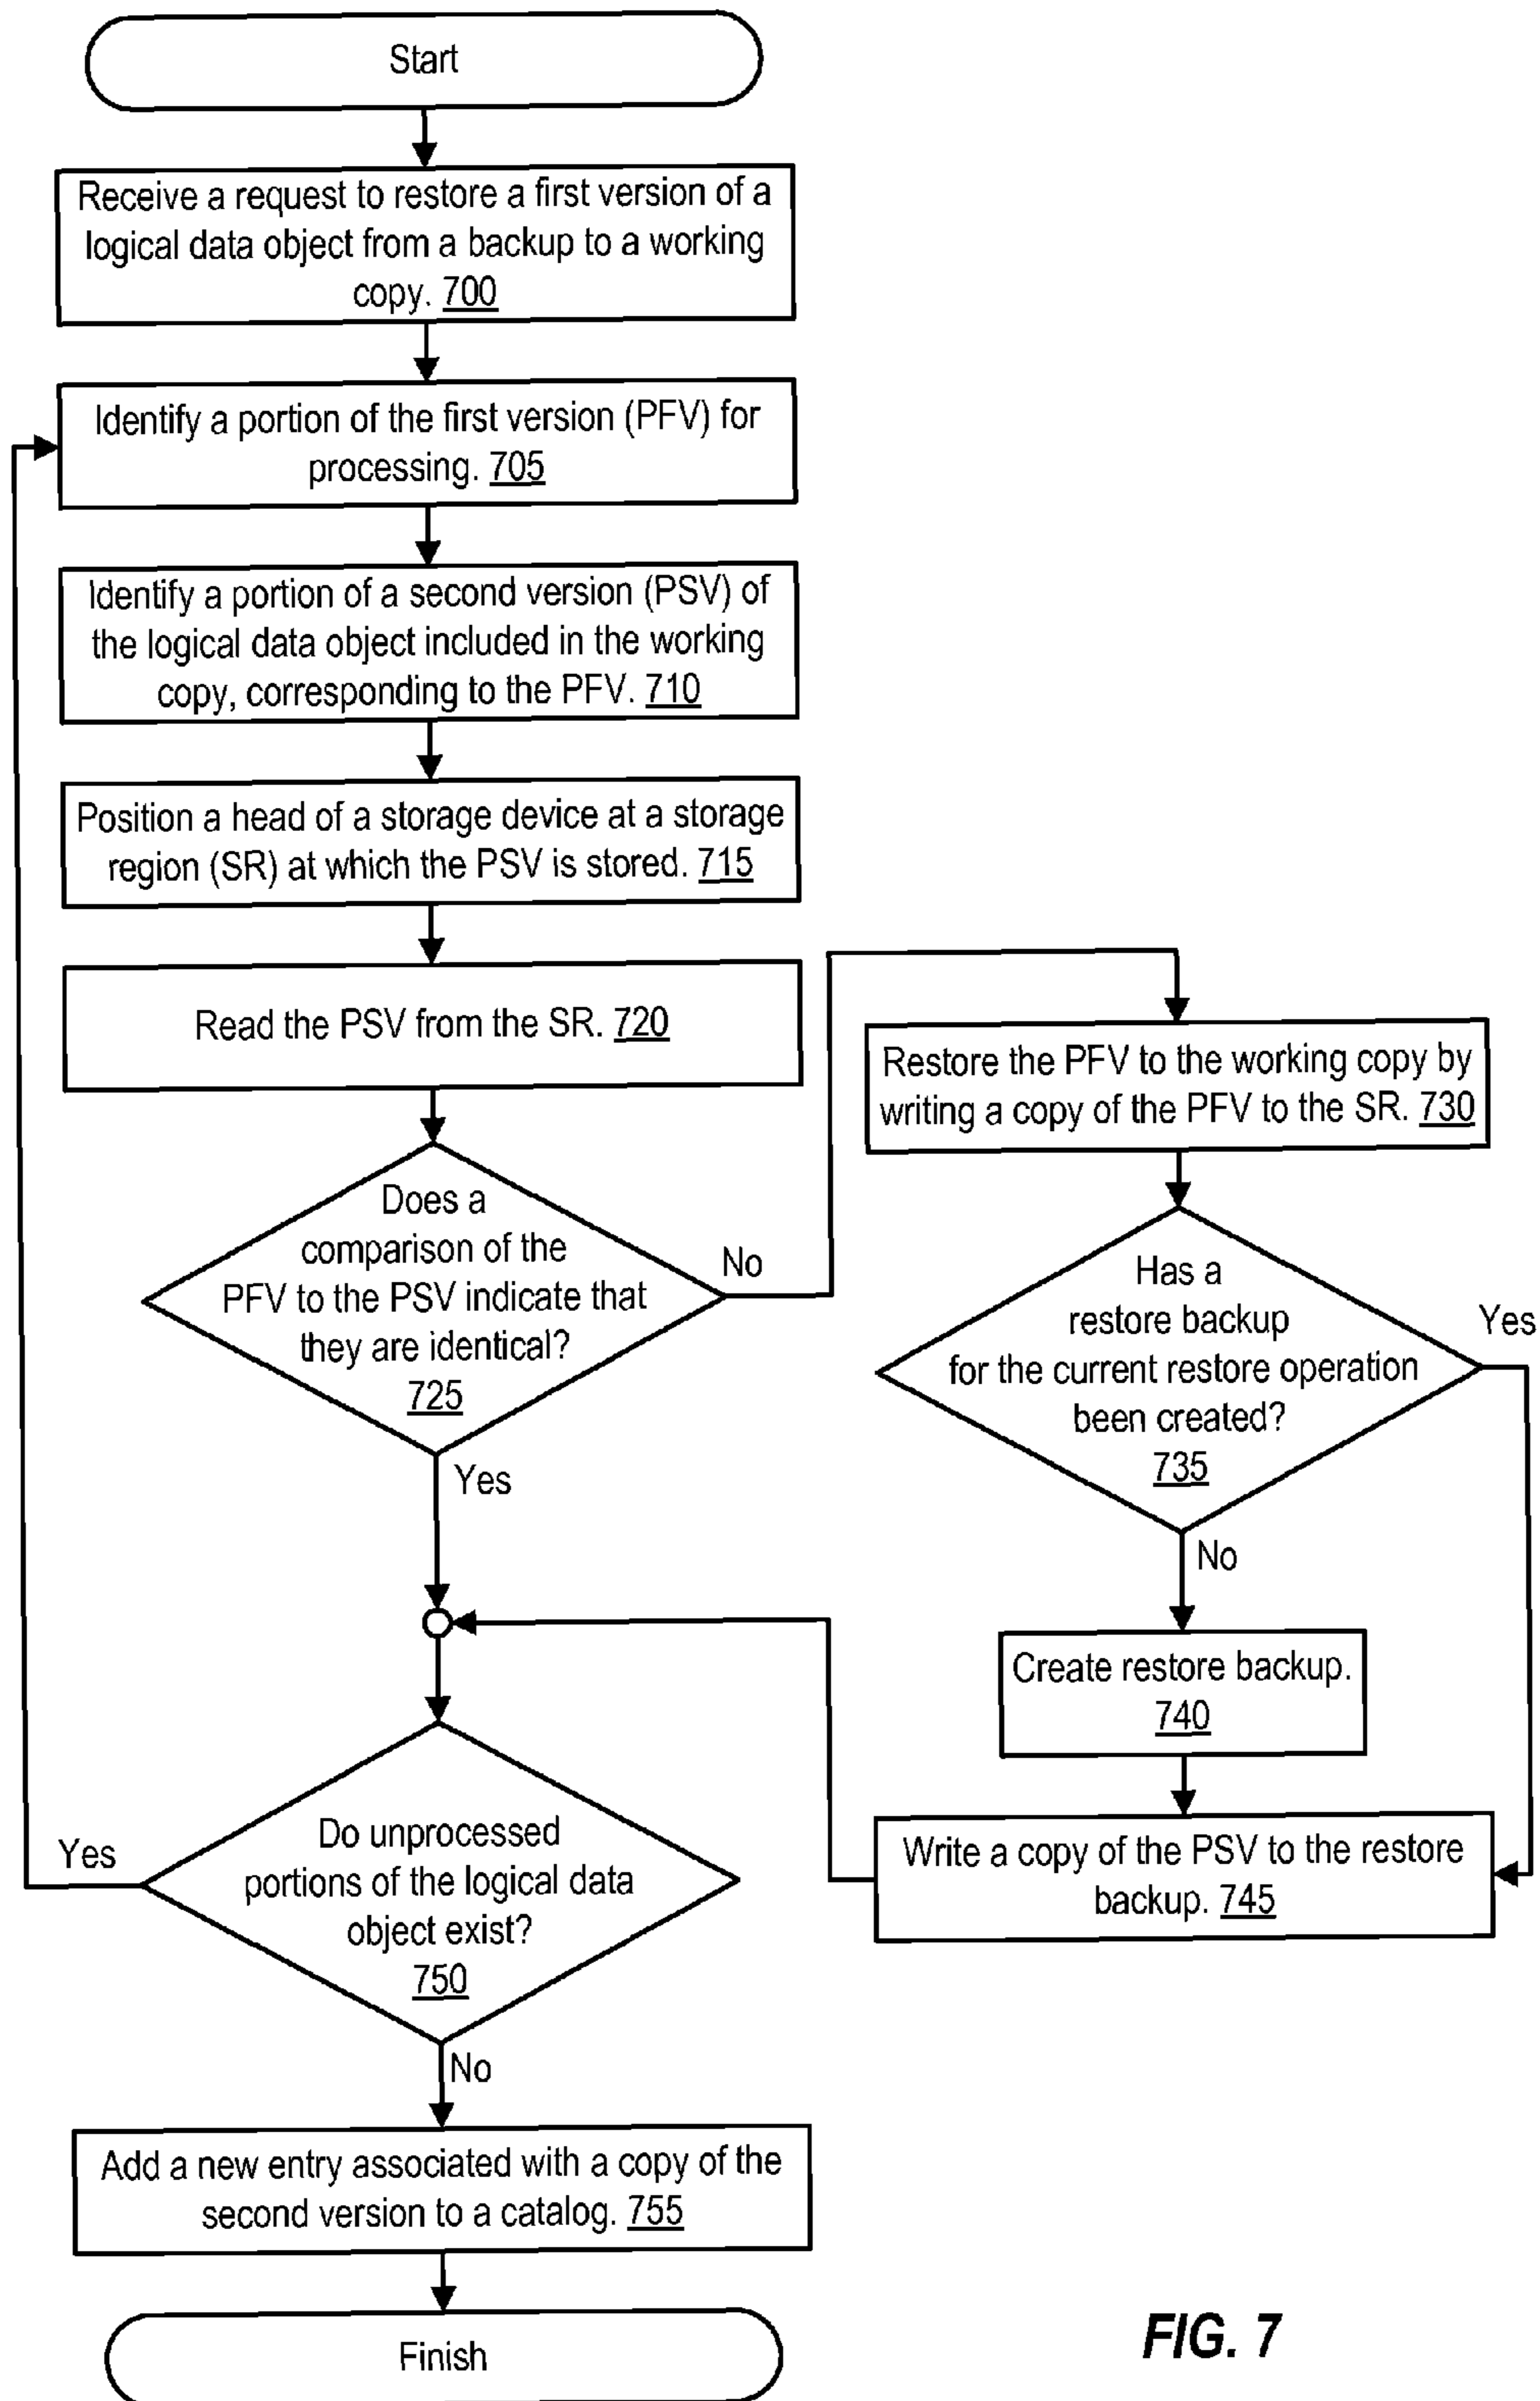 Start
Receive a request to restore a first version of a
logical data object from a backup to a working
copy. 700
Identify a portion of the first version (PFV) for
processing. 705
Identify a portion of a second version (PSV) of
the logical data object included in the working
copy, corresponding to the PFV. 710
Position a head of a storage device at a storage
region (SR) at which the PSV is stored. 715
Read the PSV from the SR. 720
Does a
comparison of the
PFV to the PSV indicate that
they are identical?
725
No
Yes
Restore the PFV to the working copy by
writing a copy of the PFV to the SR. 730
Has a
restore backup
for the current restore operation
been created?
735
Yes
No
Create restore backup.
740
Write a copy of the PSV to the restore
backup. 745
Do unprocessed
portions of the logical data
object exist?
750
Yes
No
Add a new entry associated with a copy of the
second version to a catalog. 755
Finish
FIG. 7